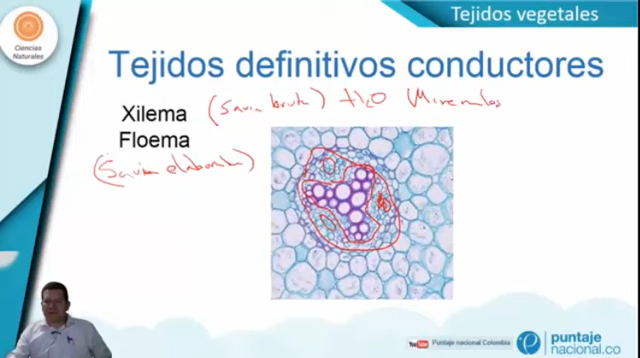 Tejidos vegetales
Ciencias
Naturales
Tejidos definitivos conductores
Xilema (Savia bruta) H2O Minerales
Floema
(Savia elaborada)
YouTube Puntaje nacional Colombia
puntaje
nacional.co